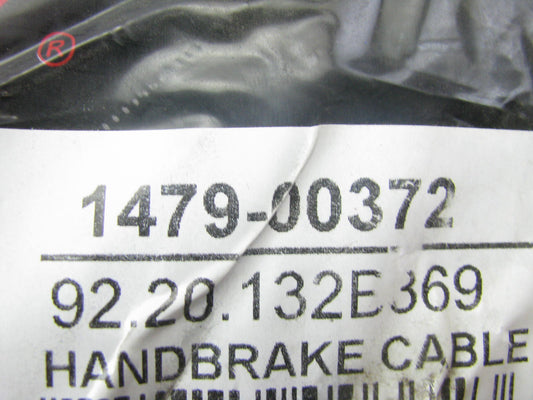 ®
1479-00372
92.20.132E369
HANDBRAKE CABLE